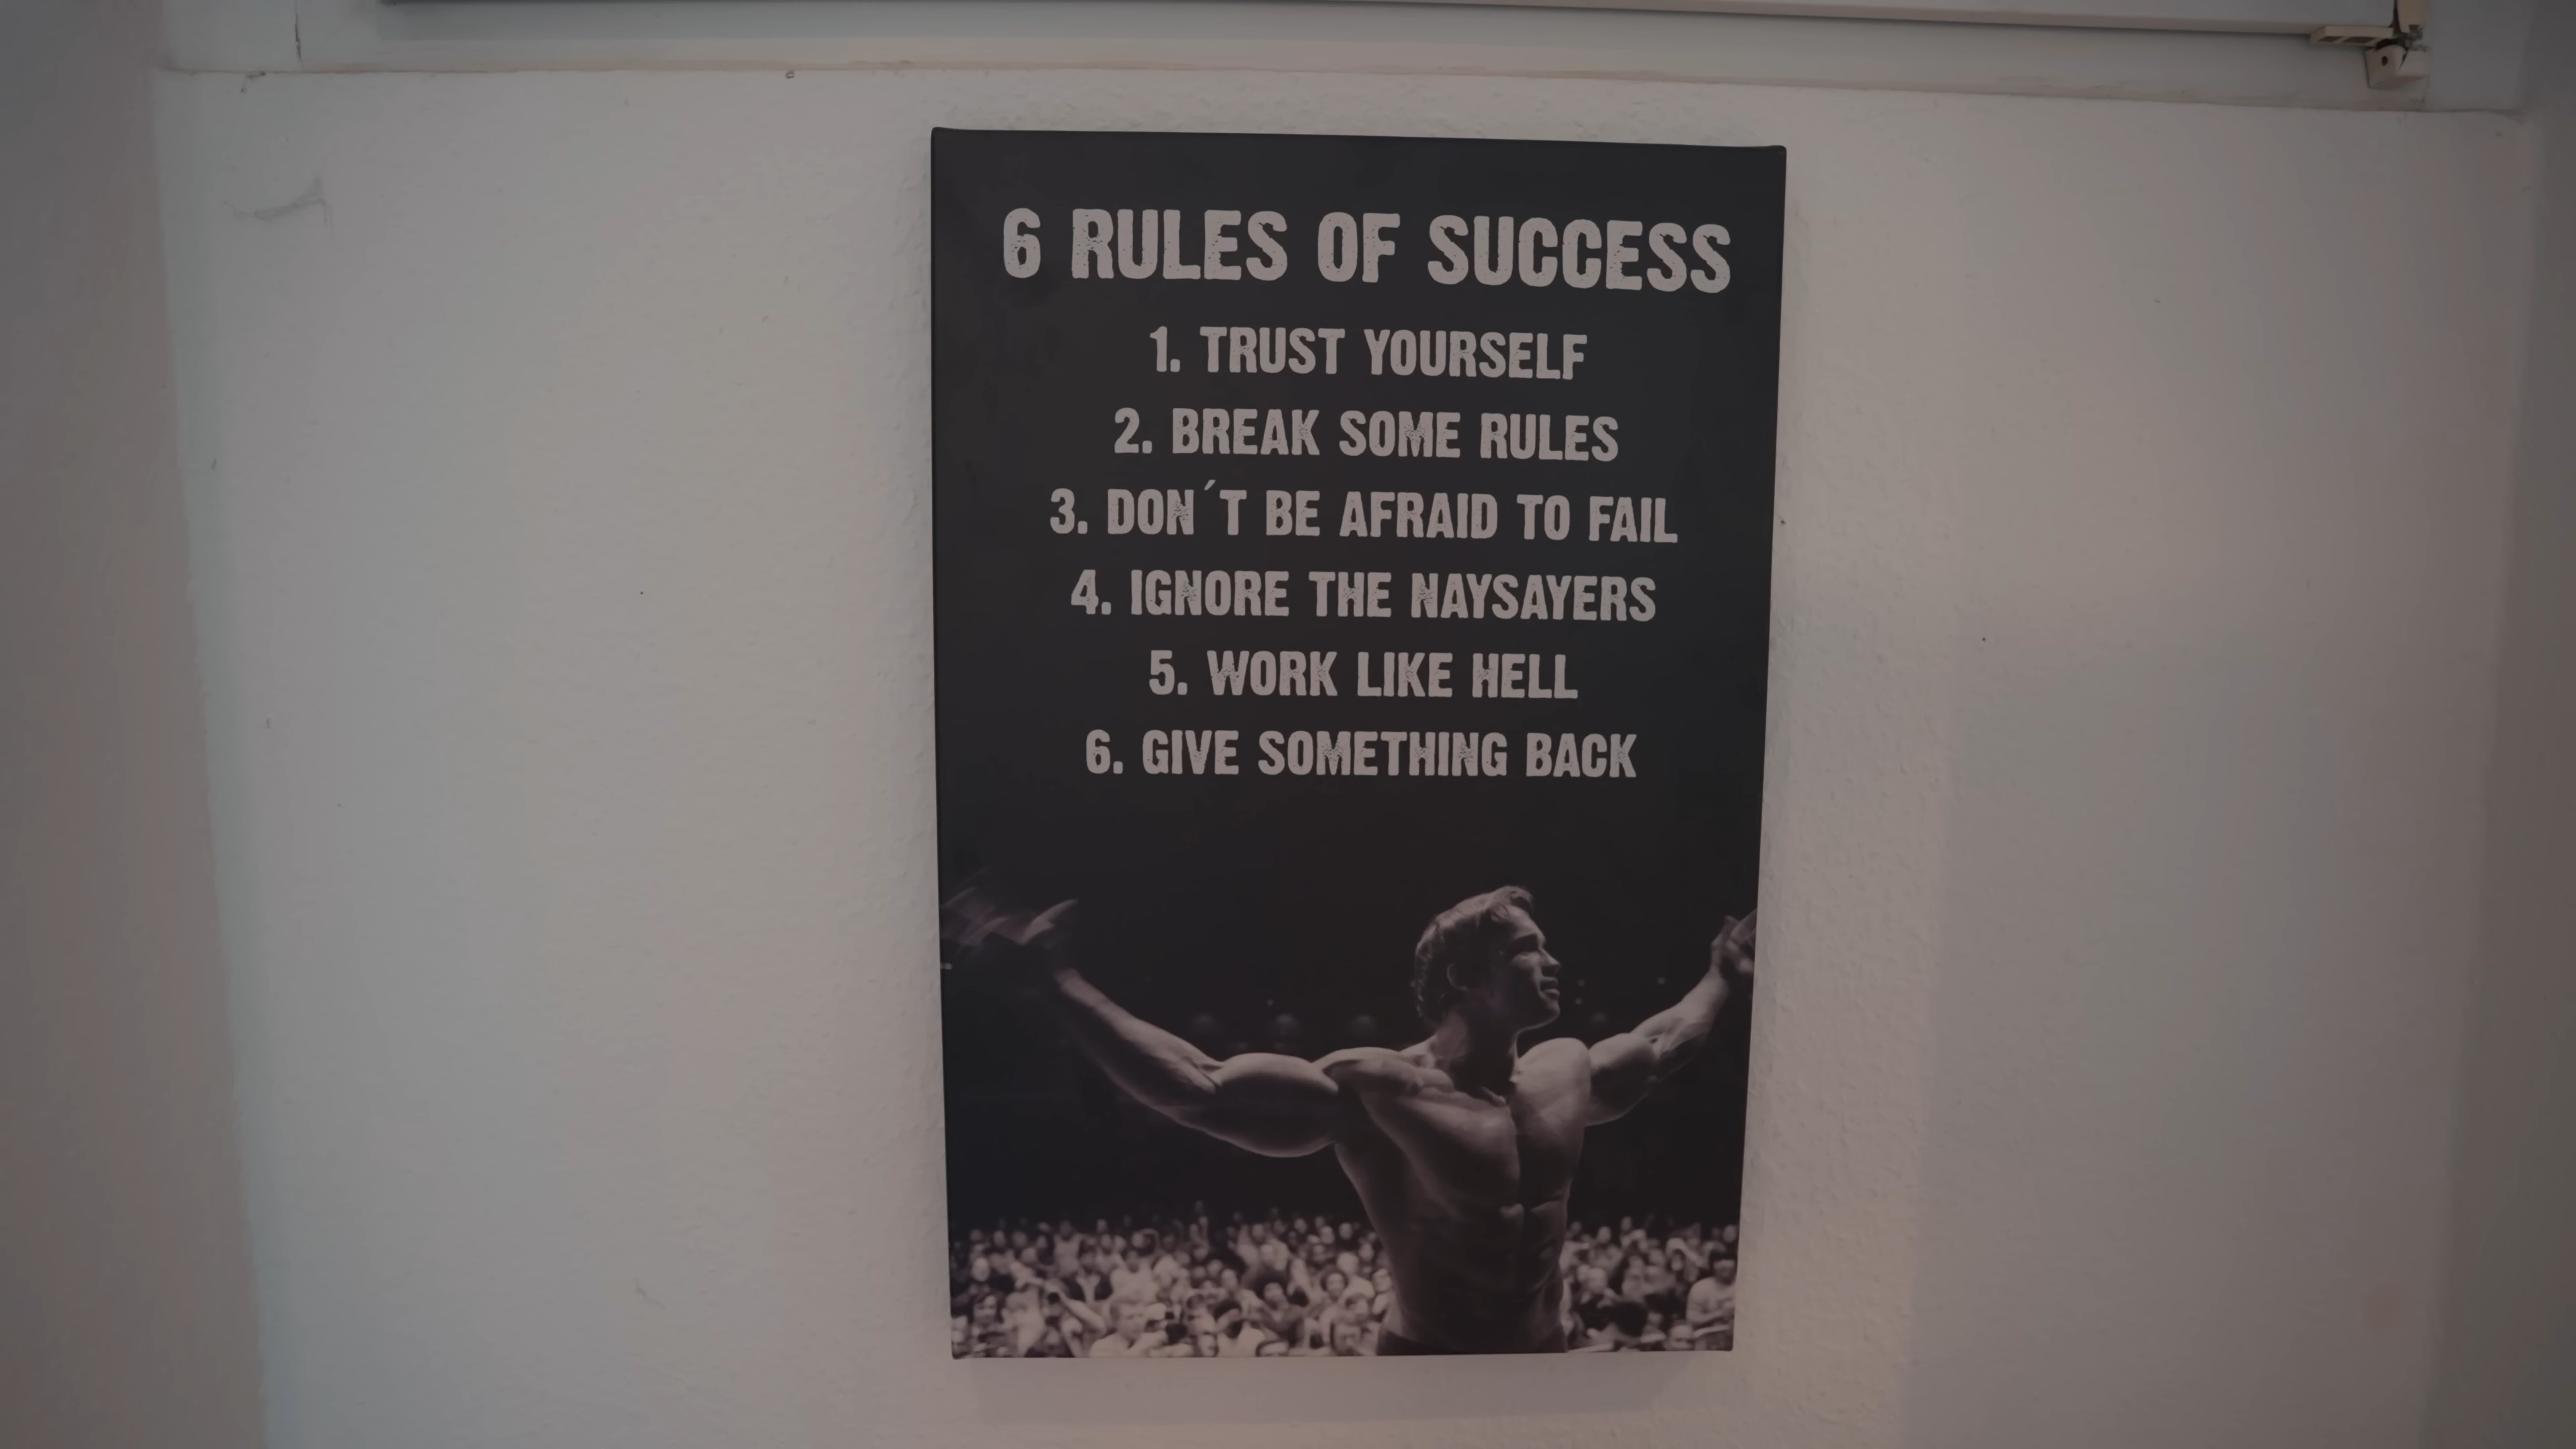 6 RULES OF SUCCESS
1. TRUST YOURSELF
2. BREAK SOME RULES
3. DON´T BE AFRAID TO FAIL
4. IGNORE THE NAYSAYERS
5. WORK LIKE HELL
6. GIVE SOMETHING BACK